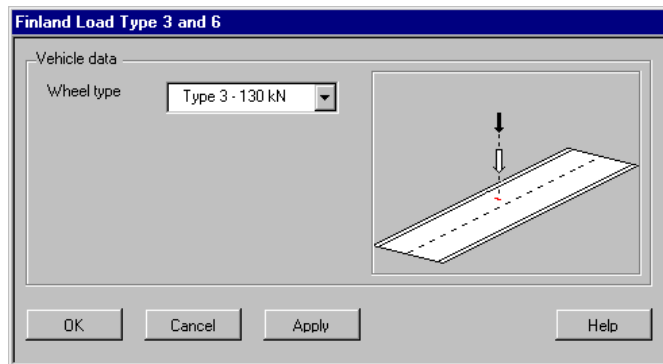 Finland Load Type 3 and 6
Vehicle data
Wheel type
Type 3 - 130 kN
OK
Cancel
Apply
Help